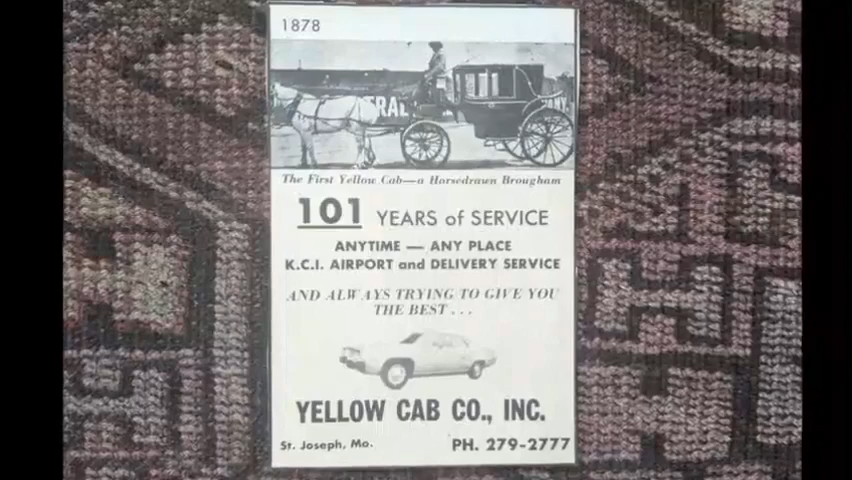 1878
RAL
The First Yellow Cab—a Horsedrawn Brougham
101 YEARS of SERVICE
ANYTIME — ANY PLACE
K.C.I. AIRPORT and DELIVERY SERVICE
AND ALWAYS TRYING TO GIVE YOU
THE BEST . . .
YELLOW CAB CO., INC.
St. Joseph, Mo. PH. 279-2777